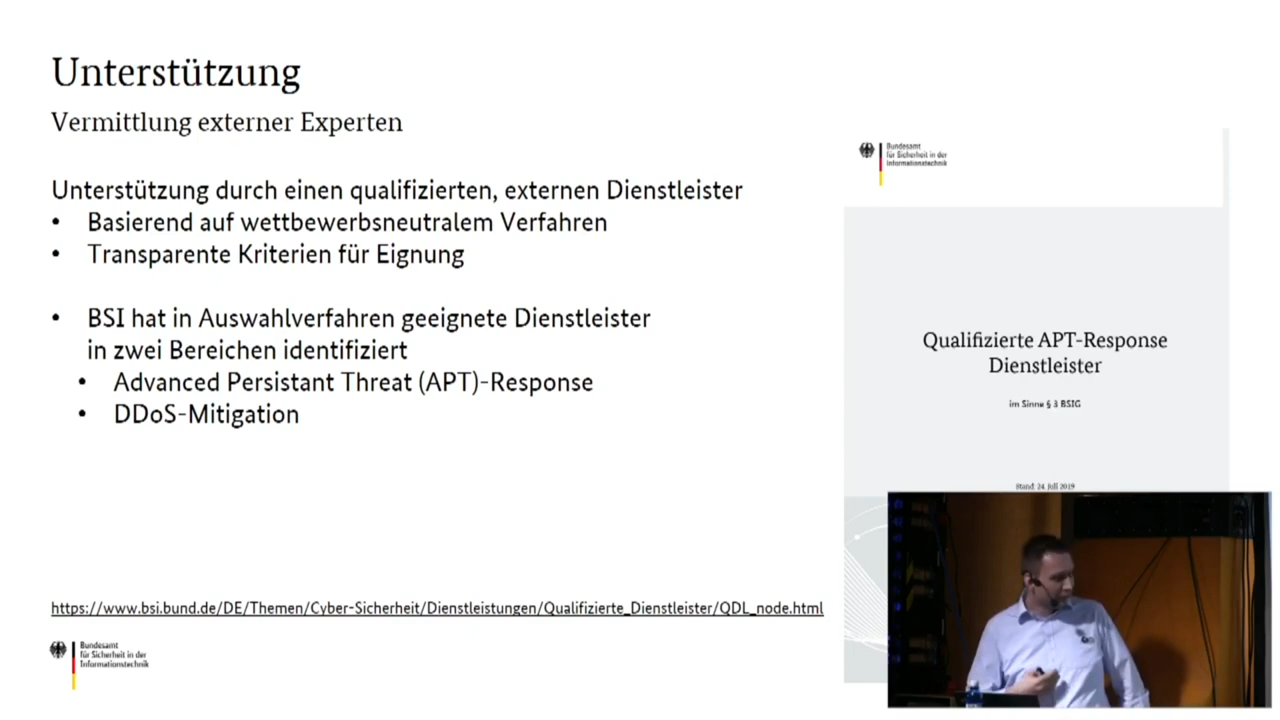 Unterstützung
Vermittlung externer Experten
Unterstützung durch einen qualifizierten, externen Dienstleister
• Basierend auf wettbewerbsneutralem Verfahren
• Transparente Kriterien für Eignung
• BSI hat in Auswahlverfahren geeignete Dienstleister
in zwei Bereichen identifiziert
• Advanced Persistant Threat (APT)-Response
• DDoS-Mitigation
https://www.bsi.bund.de/DE/Themen/Cyber-Sicherheit/Dienstleistungen/Qualifizierte_Dienstleister/QDL_node.html
Bundesamt
für Sicherheit in der
Informationstechnik
Bundesamt
für Sicherheit in der
Informationstechnik
Qualifizierte APT-Response
Dienstleister
im Sinne § 3 BSIG
Stand: 24. Juli 2019